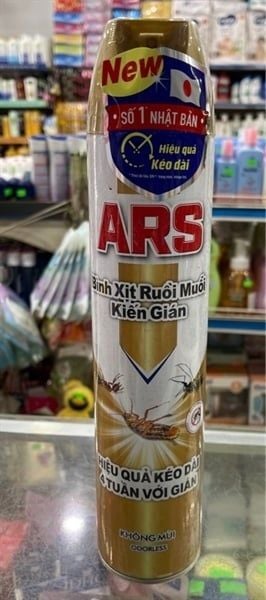 New
SỐ 1 NHẬT BẢN
Hiệu quả
Kéo dài
ARS
Bình Xịt Ruồi Muỗi
Kiến Gián
HIỆU QUẢ KÉO DÀI
4 TUẦN VỚI GIÁN
KHÔNG MÙI
ODORLESS